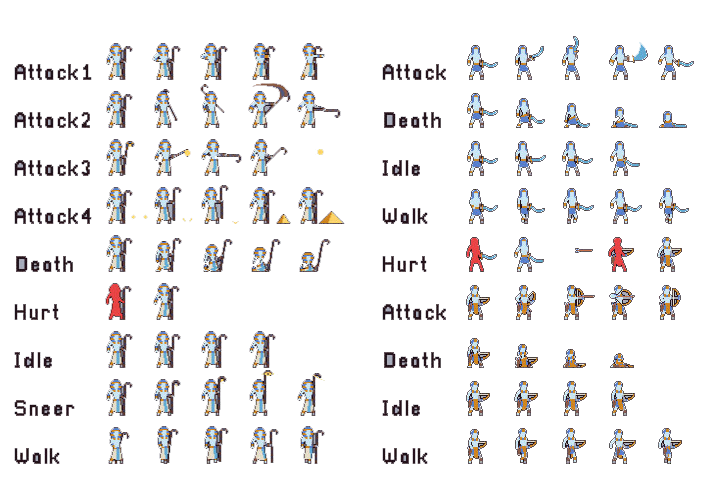 Attack1
Attack2
Attack3
Attack4
Death
Hurt
Idle
Sneer
Walk
Attack
Death
Idle
Walk
Hurt
Attack
Death
Idle
Walk